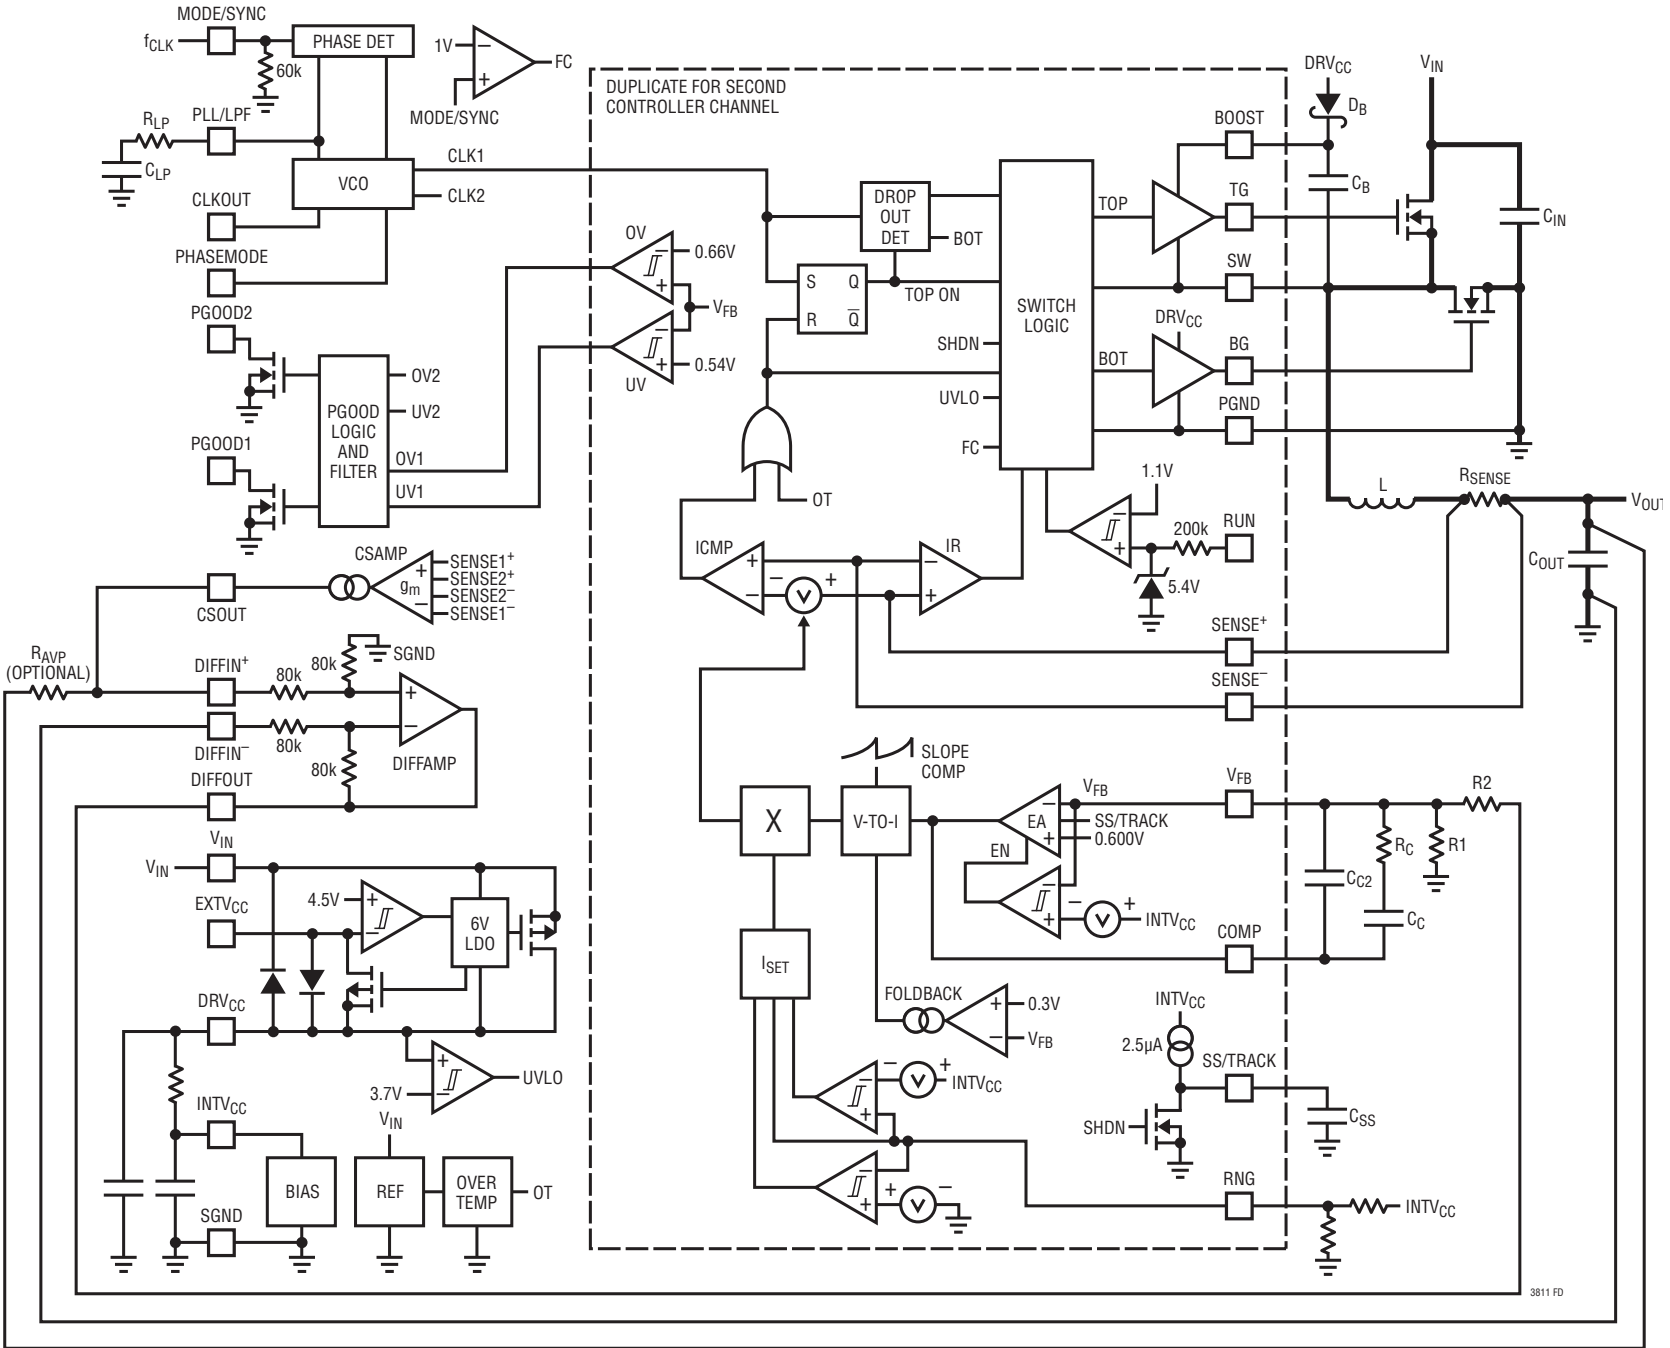 MODE/SYNC
fCLK
PHASE DET
60k
1V
−
+
FC
MODE/SYNC
RLP
PLL/LPF
CLP
VCO
CLK1
CLK2
CLKOUT
PHASEMODE
PGOOD2
OV2
UV2
PGOOD
LOGIC
AND
FILTER
OV1
UV1
PGOOD1
DUPLICATE FOR SECOND
CONTROLLER CHANNEL
OV
−
0.66V
+
VFB
−
+
0.54V
UV
DROP
OUT
DET
BOT
S
Q
R
Q̅
TOP ON
SWITCH
LOGIC
SHDN
UVLO
FC
TOP
BOT
DRVCC
BOOST
TG
SW
BG
PGND
DRVCC
DB
CB
VIN
CIN
L
RSENSE
VOUT
COUT
OT
ICMP
+
−
−
V
+
IR
−
+
1.1V
−
+
200k
RUN
5.4V
SENSE+
SENSE−
CSAMP
+
gm
−
SENSE1+
SENSE2+
SENSE2−
SENSE1−
CSOUT
RAVP
(OPTIONAL)
DIFFIN+
80k
80k
SGND
DIFFIN−
80k
80k
+
−
DIFFAMP
DIFFOUT
SLOPE
COMP
X
V-TO-I
EA
−
+
VFB
SS/TRACK
0.600V
EN
−
+
−
V
+
INTVCC
VFB
R2
CC2
RC
R1
CC
COMP
ISET
FOLDBACK
+
0.3V
−
VFB
VIN
VIN
EXTVCC
4.5V
+
−
6V
LDO
DRVCC
+
−
3.7V
UVLO
INTVCC
SGND
BIAS
VIN
REF
OVER
TEMP
OT
−
+
−
V
+
INTVCC
−
+
+
V
−
INTVCC
2.5µA
SS/TRACK
SHDN
CSS
RNG
INTVCC
3811 FD